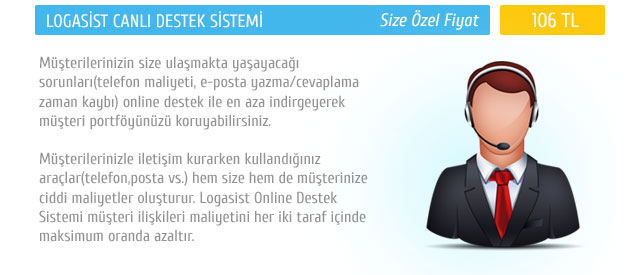 LOGASİST CANLI DESTEK SİSTEMİ Size Özel Fiyat 106 TL
Müşterilerinizin size ulaşmakta yaşayacağı
sorunları(telefon maliyeti, e-posta yazma/cevaplama
zaman kaybı) online destek ile en aza indirgeyerek
müşteri portföyünüzü koruyabilirsiniz.
Müşterilerinizle iletişim kurarken kullandığınız
araçlar(telefon,posta vs.) hem size hem de müşterinize
ciddi maliyetler oluşturur. Logasist Online Destek
Sistemi müşteri ilişkileri maliyetini her iki taraf içinde
maksimum oranda azaltır.